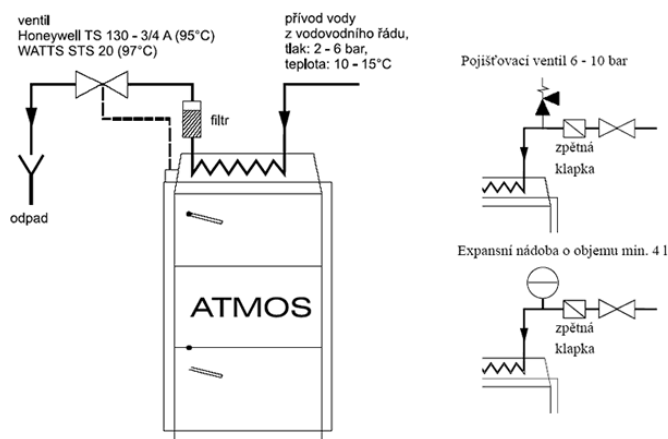 ventil
Honeywell TS 130 - 3/4 A (95°C)
WATTS STS 20 (97°C)
přívod vody
z vodovodního řádu,
tlak: 2 - 6 bar,
teplota: 10 - 15°C
filtr
odpad
ATMOS
Pojišťovací ventil 6 - 10 bar
zpětná
klapka
Expansní nádoba o objemu min. 4 l
zpětná
klapka